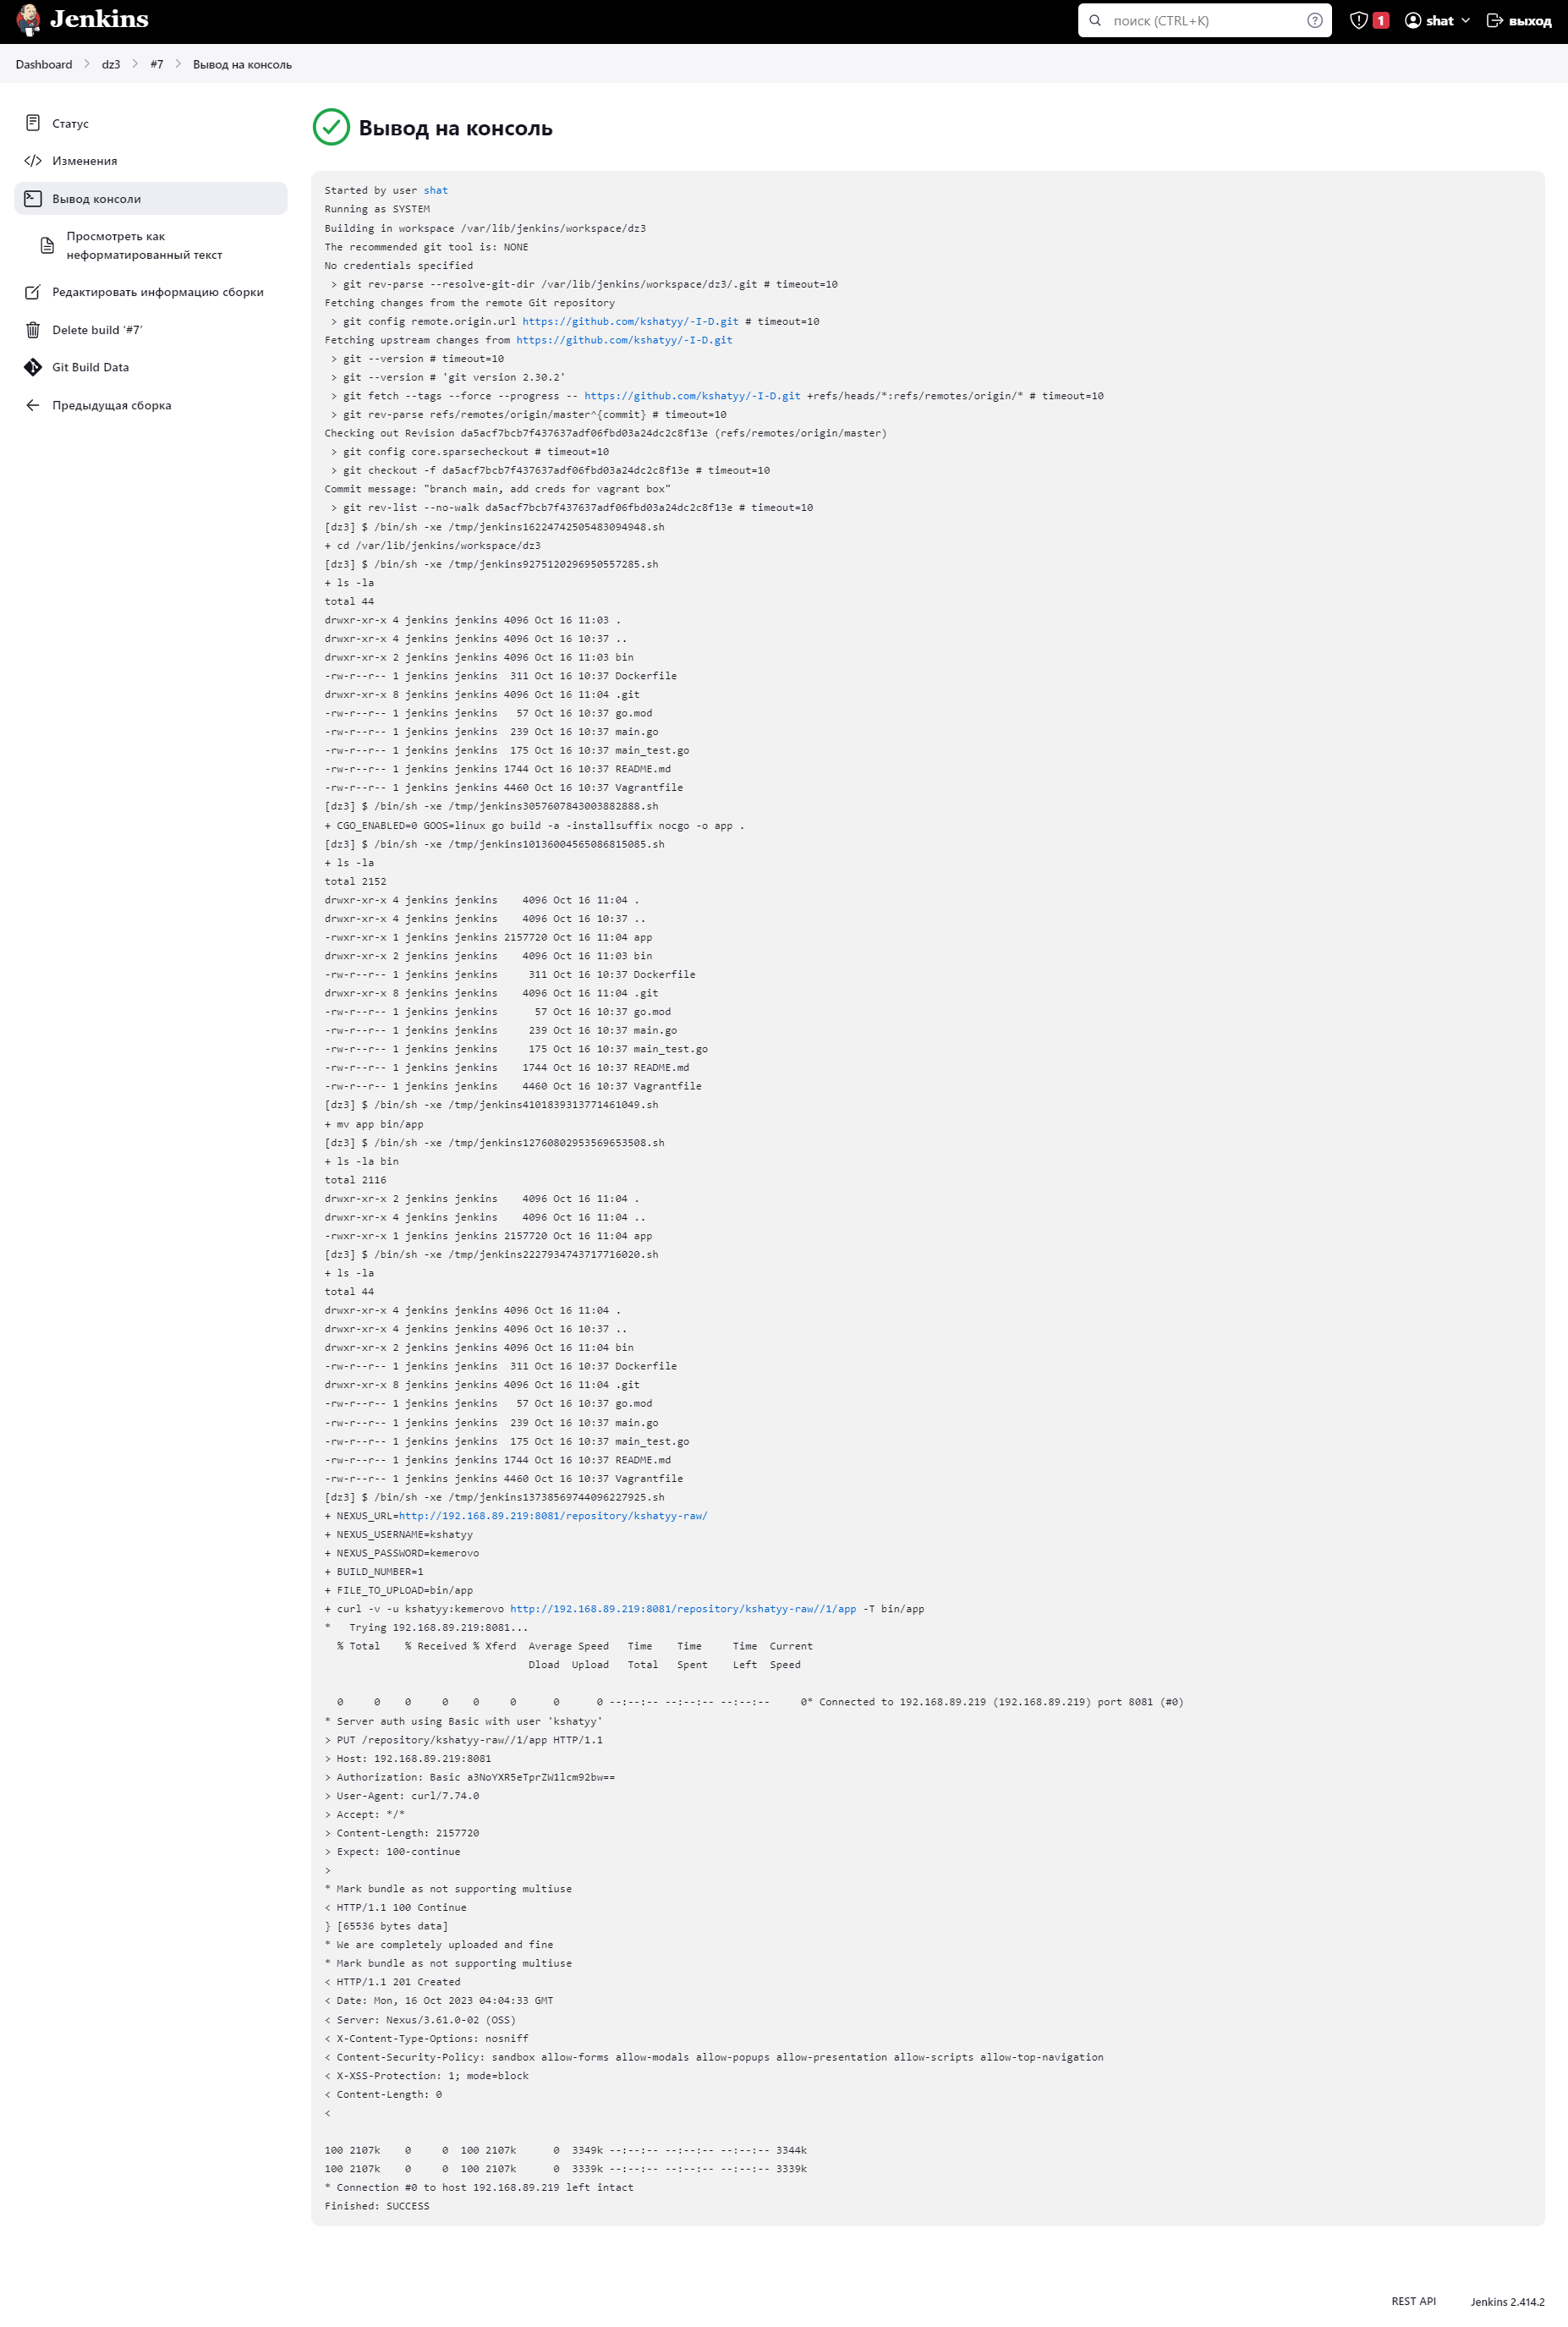 Jenkins
поиск (CTRL+K)
1
shat
выход
Dashboard
dz3
#7
Вывод на консоль
Статус
Изменения
Вывод консоли
Просмотреть как
неформатированный текст
Редактировать информацию сборки
Delete build ‘#7’
Git Build Data
Предыдущая сборка
Вывод на консоль
Started by user shat
Running as SYSTEM
Building in workspace /var/lib/jenkins/workspace/dz3
The recommended git tool is: NONE
No credentials specified
 > git rev-parse --resolve-git-dir /var/lib/jenkins/workspace/dz3/.git # timeout=10
Fetching changes from the remote Git repository
 > git config remote.origin.url https://github.com/kshatyy/-I-D.git # timeout=10
Fetching upstream changes from https://github.com/kshatyy/-I-D.git
 > git --version # timeout=10
 > git --version # 'git version 2.30.2'
 > git fetch --tags --force --progress -- https://github.com/kshatyy/-I-D.git +refs/heads/*:refs/remotes/origin/* # timeout=10
 > git rev-parse refs/remotes/origin/master^{commit} # timeout=10
Checking out Revision da5acf7bcb7f437637adf06fbd03a24dc2c8f13e (refs/remotes/origin/master)
 > git config core.sparsecheckout # timeout=10
 > git checkout -f da5acf7bcb7f437637adf06fbd03a24dc2c8f13e # timeout=10
Commit message: "branch main, add creds for vagrant box"
 > git rev-list --no-walk da5acf7bcb7f437637adf06fbd03a24dc2c8f13e # timeout=10
[dz3] $ /bin/sh -xe /tmp/jenkins16224742505483094948.sh
+ cd /var/lib/jenkins/workspace/dz3
[dz3] $ /bin/sh -xe /tmp/jenkins9275120296950557285.sh
+ ls -la
total 44
drwxr-xr-x 4 jenkins jenkins 4096 Oct 16 11:03 .
drwxr-xr-x 4 jenkins jenkins 4096 Oct 16 10:37 ..
drwxr-xr-x 2 jenkins jenkins 4096 Oct 16 11:03 bin
-rw-r--r-- 1 jenkins jenkins  311 Oct 16 10:37 Dockerfile
drwxr-xr-x 8 jenkins jenkins 4096 Oct 16 11:04 .git
-rw-r--r-- 1 jenkins jenkins   57 Oct 16 10:37 go.mod
-rw-r--r-- 1 jenkins jenkins  239 Oct 16 10:37 main.go
-rw-r--r-- 1 jenkins jenkins  175 Oct 16 10:37 main_test.go
-rw-r--r-- 1 jenkins jenkins 1744 Oct 16 10:37 README.md
-rw-r--r-- 1 jenkins jenkins 4460 Oct 16 10:37 Vagrantfile
[dz3] $ /bin/sh -xe /tmp/jenkins3057607843003882888.sh
+ CGO_ENABLED=0 GOOS=linux go build -a -installsuffix nocgo -o app .
[dz3] $ /bin/sh -xe /tmp/jenkins10136004565086815085.sh
+ ls -la
total 2152
drwxr-xr-x 4 jenkins jenkins    4096 Oct 16 11:04 .
drwxr-xr-x 4 jenkins jenkins    4096 Oct 16 10:37 ..
-rwxr-xr-x 1 jenkins jenkins 2157720 Oct 16 11:04 app
drwxr-xr-x 2 jenkins jenkins    4096 Oct 16 11:03 bin
-rw-r--r-- 1 jenkins jenkins     311 Oct 16 10:37 Dockerfile
drwxr-xr-x 8 jenkins jenkins    4096 Oct 16 11:04 .git
-rw-r--r-- 1 jenkins jenkins      57 Oct 16 10:37 go.mod
-rw-r--r-- 1 jenkins jenkins     239 Oct 16 10:37 main.go
-rw-r--r-- 1 jenkins jenkins     175 Oct 16 10:37 main_test.go
-rw-r--r-- 1 jenkins jenkins    1744 Oct 16 10:37 README.md
-rw-r--r-- 1 jenkins jenkins    4460 Oct 16 10:37 Vagrantfile
[dz3] $ /bin/sh -xe /tmp/jenkins4101839313771461049.sh
+ mv app bin/app
[dz3] $ /bin/sh -xe /tmp/jenkins12760802953569653508.sh
+ ls -la bin
total 2116
drwxr-xr-x 2 jenkins jenkins    4096 Oct 16 11:04 .
drwxr-xr-x 4 jenkins jenkins    4096 Oct 16 11:04 ..
-rwxr-xr-x 1 jenkins jenkins 2157720 Oct 16 11:04 app
[dz3] $ /bin/sh -xe /tmp/jenkins2227934743717716020.sh
+ ls -la
total 44
drwxr-xr-x 4 jenkins jenkins 4096 Oct 16 11:04 .
drwxr-xr-x 4 jenkins jenkins 4096 Oct 16 10:37 ..
drwxr-xr-x 2 jenkins jenkins 4096 Oct 16 11:04 bin
-rw-r--r-- 1 jenkins jenkins  311 Oct 16 10:37 Dockerfile
drwxr-xr-x 8 jenkins jenkins 4096 Oct 16 11:04 .git
-rw-r--r-- 1 jenkins jenkins   57 Oct 16 10:37 go.mod
-rw-r--r-- 1 jenkins jenkins  239 Oct 16 10:37 main.go
-rw-r--r-- 1 jenkins jenkins  175 Oct 16 10:37 main_test.go
-rw-r--r-- 1 jenkins jenkins 1744 Oct 16 10:37 README.md
-rw-r--r-- 1 jenkins jenkins 4460 Oct 16 10:37 Vagrantfile
[dz3] $ /bin/sh -xe /tmp/jenkins13738569744096227925.sh
+ NEXUS_URL=http://192.168.89.219:8081/repository/kshatyy-raw/
+ NEXUS_USERNAME=kshatyy
+ NEXUS_PASSWORD=kemerovo
+ BUILD_NUMBER=1
+ FILE_TO_UPLOAD=bin/app
+ curl -v -u kshatyy:kemerovo http://192.168.89.219:8081/repository/kshatyy-raw//1/app -T bin/app
*   Trying 192.168.89.219:8081...
  % Total    % Received % Xferd  Average Speed   Time    Time     Time  Current
                                 Dload  Upload   Total   Spent    Left  Speed
  0     0    0     0    0     0      0      0 --:--:-- --:--:-- --:--:--     0* Connected to 192.168.89.219 (192.168.89.219) port 8081 (#0)
* Server auth using Basic with user 'kshatyy'
> PUT /repository/kshatyy-raw//1/app HTTP/1.1
> Host: 192.168.89.219:8081
> Authorization: Basic a3NoYXR5eTprZW1lcm92bw==
> User-Agent: curl/7.74.0
> Accept: */*
> Content-Length: 2157720
> Expect: 100-continue
>
* Mark bundle as not supporting multiuse
< HTTP/1.1 100 Continue
} [65536 bytes data]
* We are completely uploaded and fine
* Mark bundle as not supporting multiuse
< HTTP/1.1 201 Created
< Date: Mon, 16 Oct 2023 04:04:33 GMT
< Server: Nexus/3.61.0-02 (OSS)
< X-Content-Type-Options: nosniff
< Content-Security-Policy: sandbox allow-forms allow-modals allow-popups allow-presentation allow-scripts allow-top-navigation
< X-XSS-Protection: 1; mode=block
< Content-Length: 0
<
100 2107k    0     0  100 2107k      0  3349k --:--:-- --:--:-- --:--:-- 3344k
100 2107k    0     0  100 2107k      0  3339k --:--:-- --:--:-- --:--:-- 3339k
* Connection #0 to host 192.168.89.219 left intact
Finished: SUCCESS
REST API
Jenkins 2.414.2